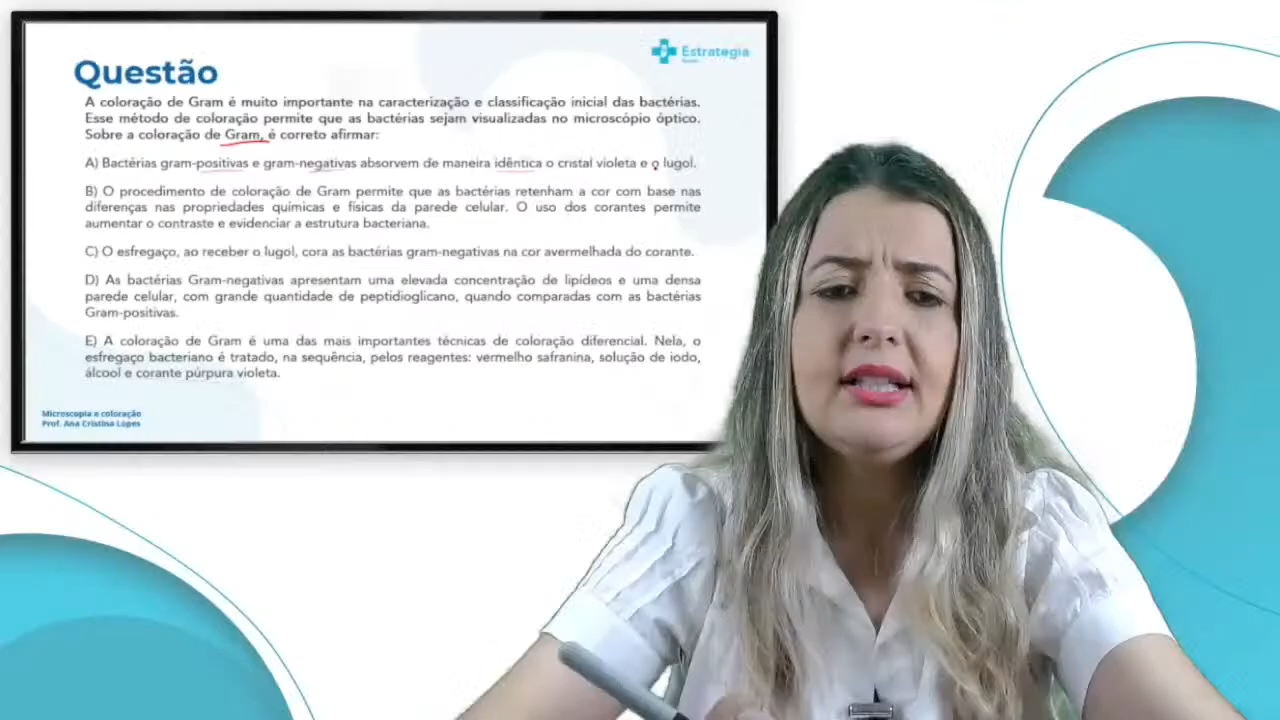 Questão
Estrategia
A coloração de Gram é muito importante na caracterização e classificação inicial das bactérias.
Esse método de coloração permite que as bactérias sejam visualizadas no microscópio óptico.
Sobre a coloração de Gram, é correto afirmar:
A) Bactérias gram-positivas e gram-negativas absorvem de maneira idêntica o cristal violeta e o lugol.
B) O procedimento de coloração de Gram permite que as bactérias retenham a cor com base nas
diferenças nas propriedades químicas e físicas da parede celular. O uso dos corantes permite
aumentar o contraste e evidenciar a estrutura bacteriana.
C) O esfregaço, ao receber o lugol, cora as bactérias gram-negativas na cor avermelhada do corante.
D) As bactérias Gram-negativas apresentam uma elevada concentração de lipídeos e uma densa
parede celular, com grande quantidade de peptidioglicano, quando comparadas com as bactérias
Gram-positivas.
E) A coloração de Gram é uma das mais importantes técnicas de coloração diferencial. Nela, o
esfregaço bacteriano é tratado, na sequência, pelos reagentes: vermelho safranina, solução de iodo,
álcool e corante púrpura violeta.
Microscopia e coloração
Prof. Ana Cristina Lopes